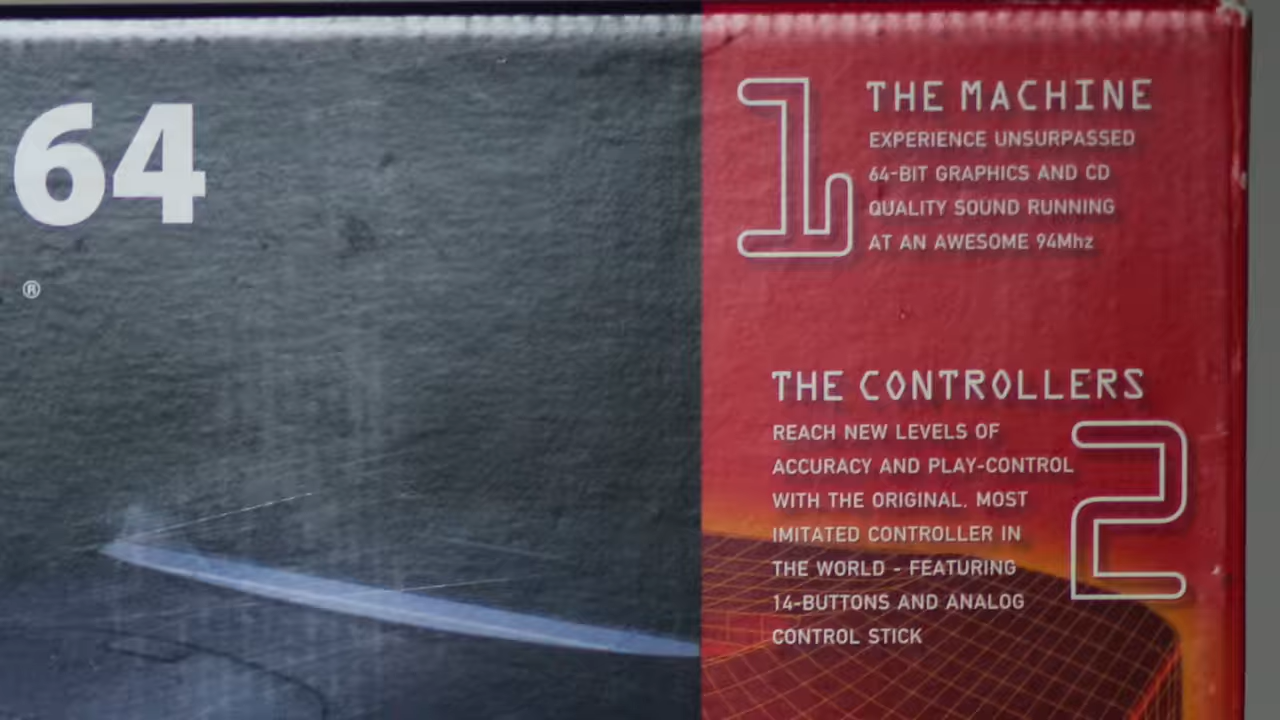 64
®
1
THE MACHINE
EXPERIENCE UNSURPASSED
64-BIT GRAPHICS AND CD
QUALITY SOUND RUNNING
AT AN AWESOME 94Mhz
THE CONTROLLERS
2
REACH NEW LEVELS OF
ACCURACY AND PLAY-CONTROL
WITH THE ORIGINAL, MOST
IMITATED CONTROLLER IN
THE WORLD - FEATURING
14-BUTTONS AND ANALOG
CONTROL STICK